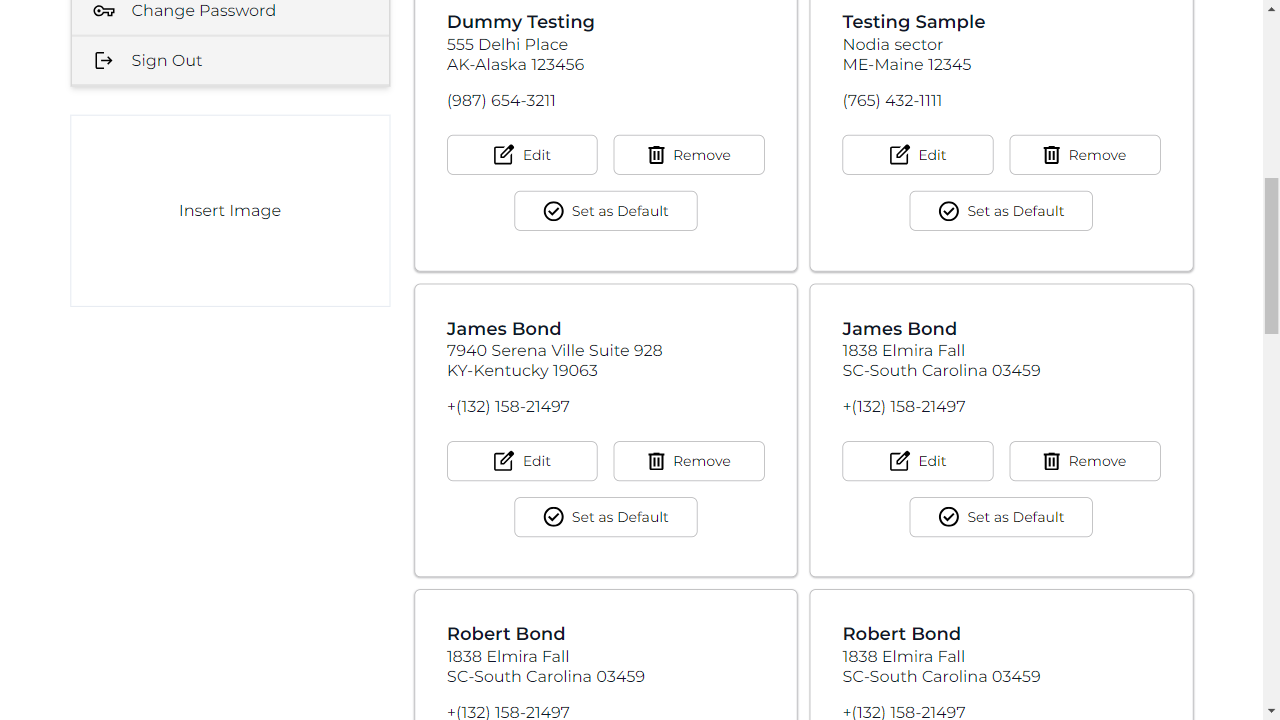 Change Password
Sign Out
Insert Image
Dummy Testing
555 Delhi Place
AK-Alaska 123456
(987) 654-3211
Edit
Remove
Set as Default
Testing Sample
Nodia sector
ME-Maine 12345
(765) 432-1111
Edit
Remove
Set as Default
James Bond
7940 Serena Ville Suite 928
KY-Kentucky 19063
+(132) 158-21497
Edit
Remove
Set as Default
James Bond
1838 Elmira Fall
SC-South Carolina 03459
+(132) 158-21497
Edit
Remove
Set as Default
Robert Bond
1838 Elmira Fall
SC-South Carolina 03459
+(132) 158-21497
Robert Bond
1838 Elmira Fall
SC-South Carolina 03459
+(132) 158-21497